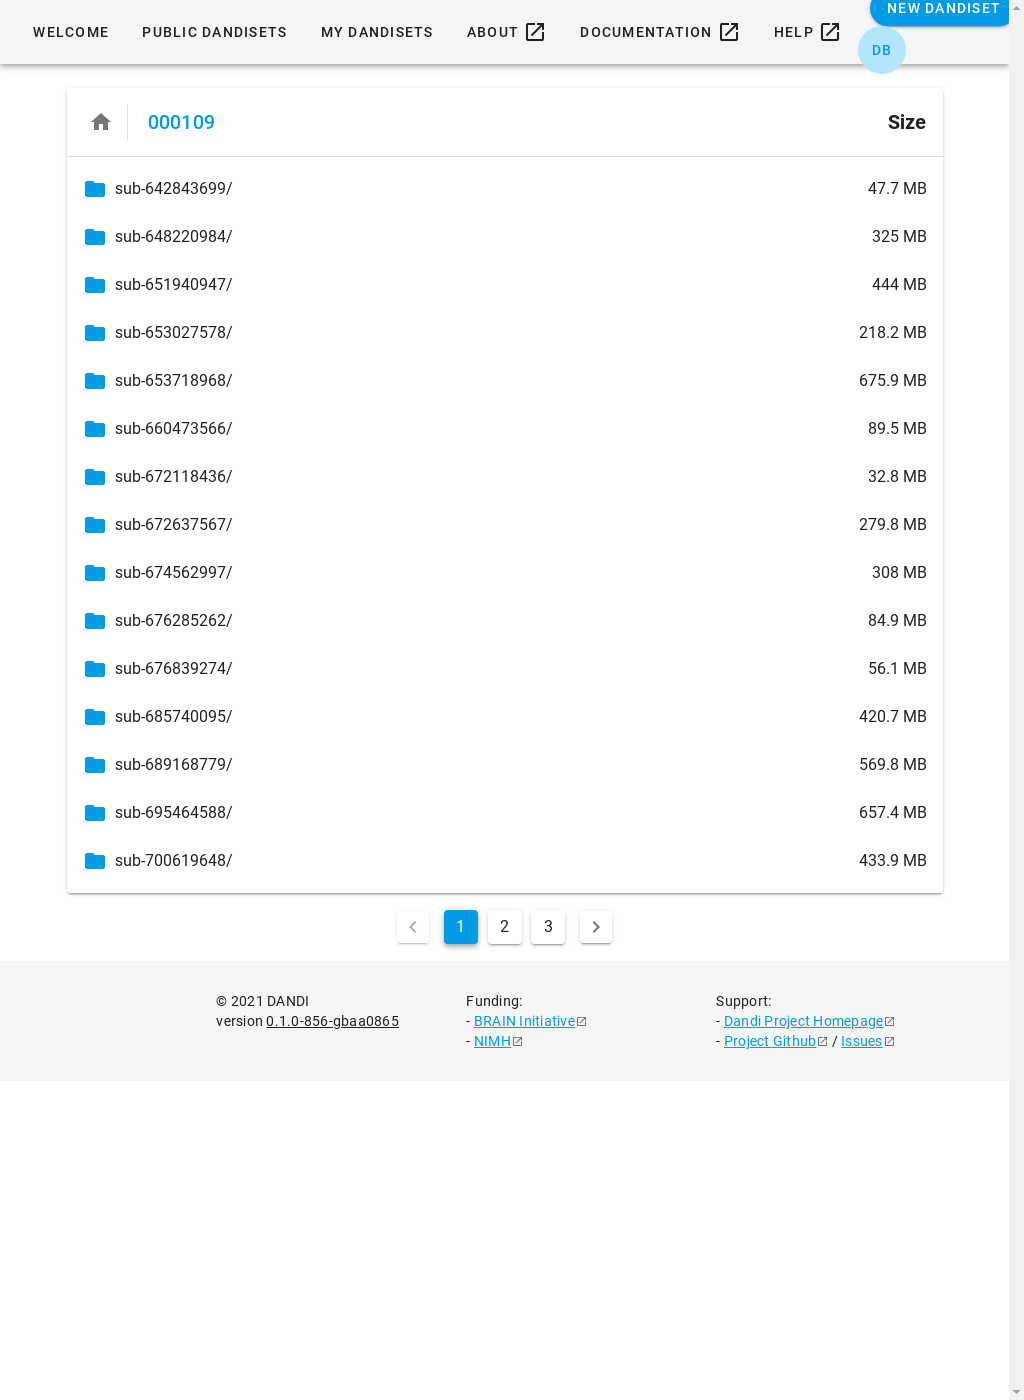 NEW DANDISET
WELCOME PUBLIC DANDISETS MY DANDISETS ABOUT DOCUMENTATION HELP
DB
000109 Size
sub-642843699/ 47.7 MB
sub-648220984/ 325 MB
sub-651940947/ 444 MB
sub-653027578/ 218.2 MB
sub-653718968/ 675.9 MB
sub-660473566/ 89.5 MB
sub-672118436/ 32.8 MB
sub-672637567/ 279.8 MB
sub-674562997/ 308 MB
sub-676285262/ 84.9 MB
sub-676839274/ 56.1 MB
sub-685740095/ 420.7 MB
sub-689168779/ 569.8 MB
sub-695464588/ 657.4 MB
sub-700619648/ 433.9 MB
1 2 3
© 2021 DANDI
version 0.1.0-856-gbaa0865
Funding:
- BRAIN Initiative
- NIMH
Support:
- Dandi Project Homepage
- Project Github / Issues